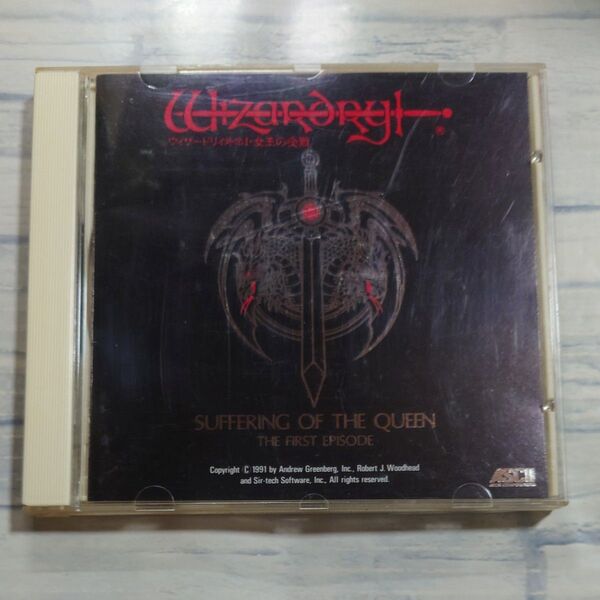 Wizardry
ウィザードリィ外伝Ⅰ・女王の受難
SUFFERING OF THE QUEEN
THE FIRST EPISODE
Copyright (C) 1991 by Andrew Greenberg, Inc., Robert J. Woodhead
and Sir-tech Software, Inc., All rights reserved.
ASCII